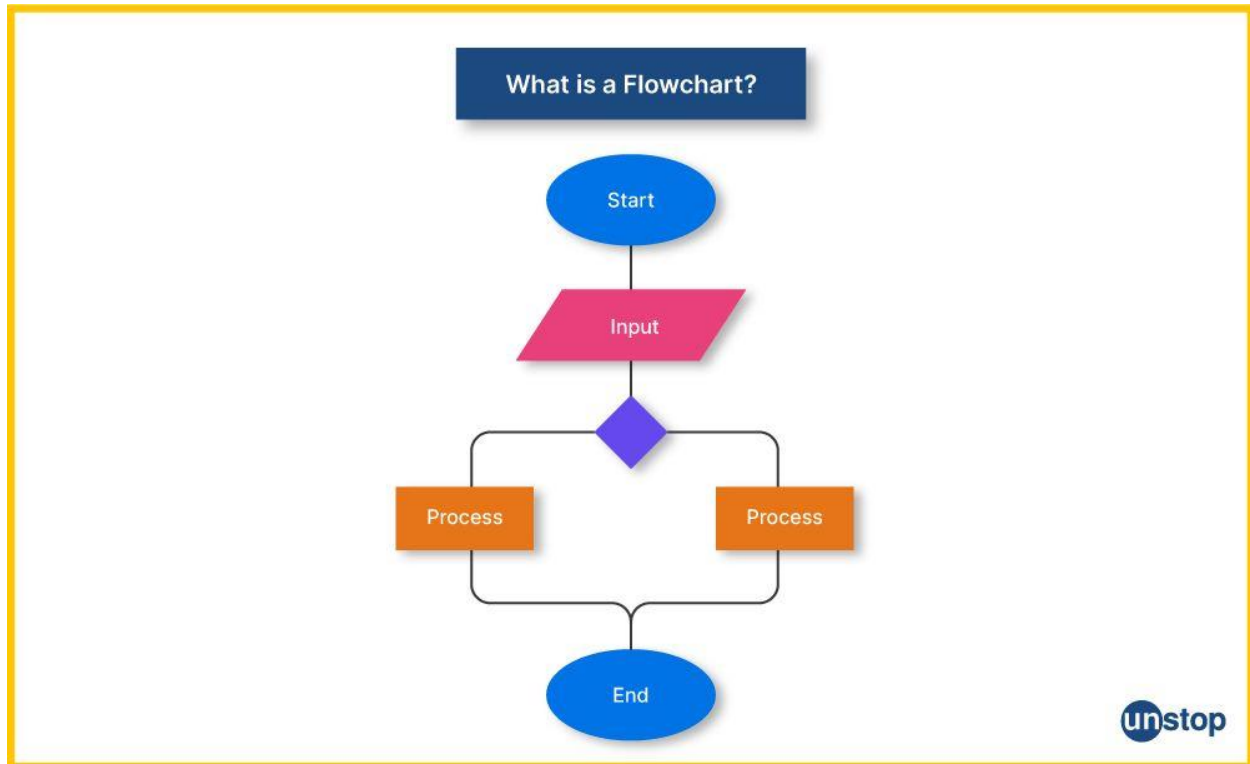 What is a Flowchart?
Start
Input
Process
Process
End
unstop